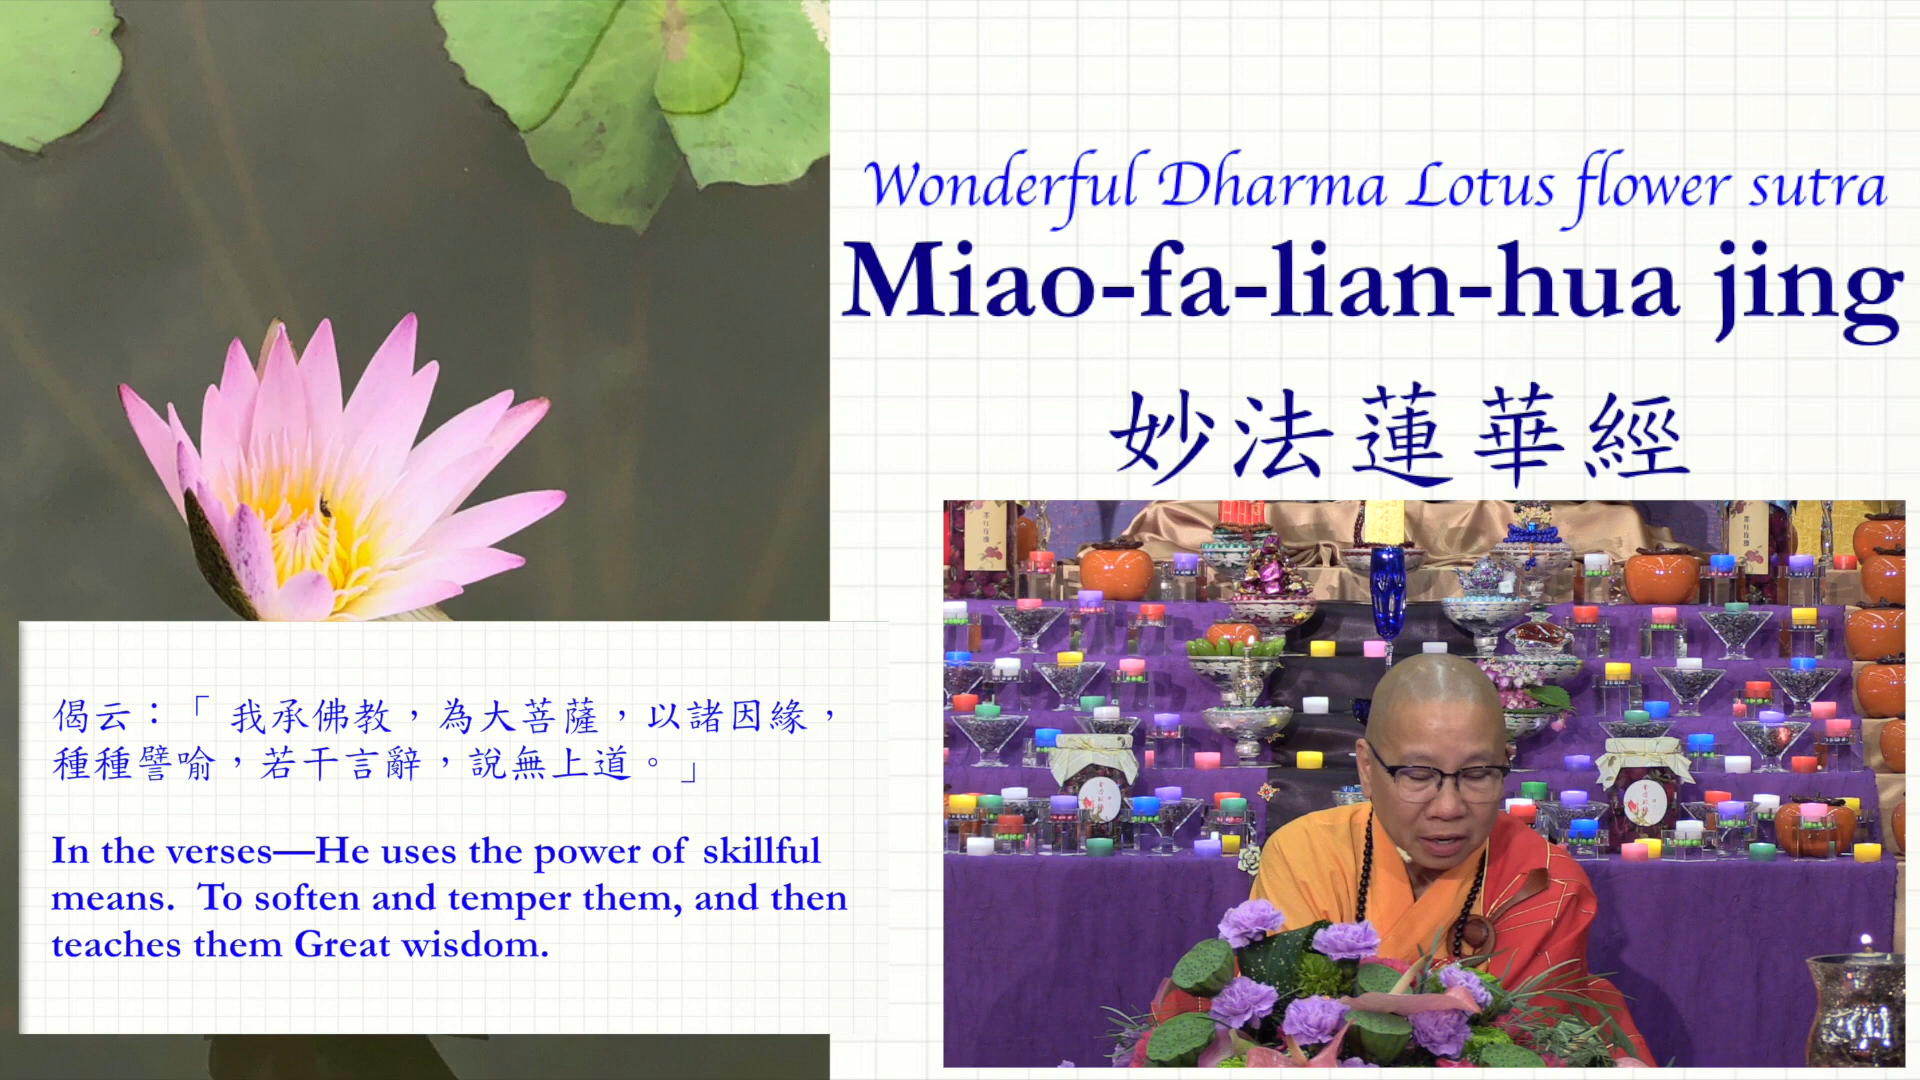 Wonderful Dharma Lotus flower sutra
Miao-fa-lian-hua jing
妙法蓮華經
偈云：「 我承佛教，為大菩薩，以諸因緣，
種種譬喻，若干言辭，說無上道。」
In the verses—He uses the power of skillful
means.  To soften and temper them, and then
teaches them Great wisdom.